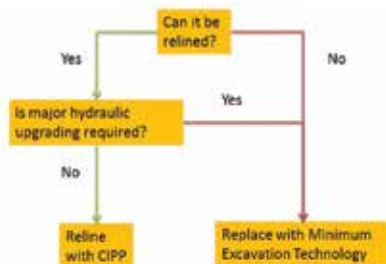 Can it be
relined?
Yes
No
Is major hydraulic
upgrading required?
Yes
No
Reline
with CIPP
Replace with Minimum
Excavation Technology